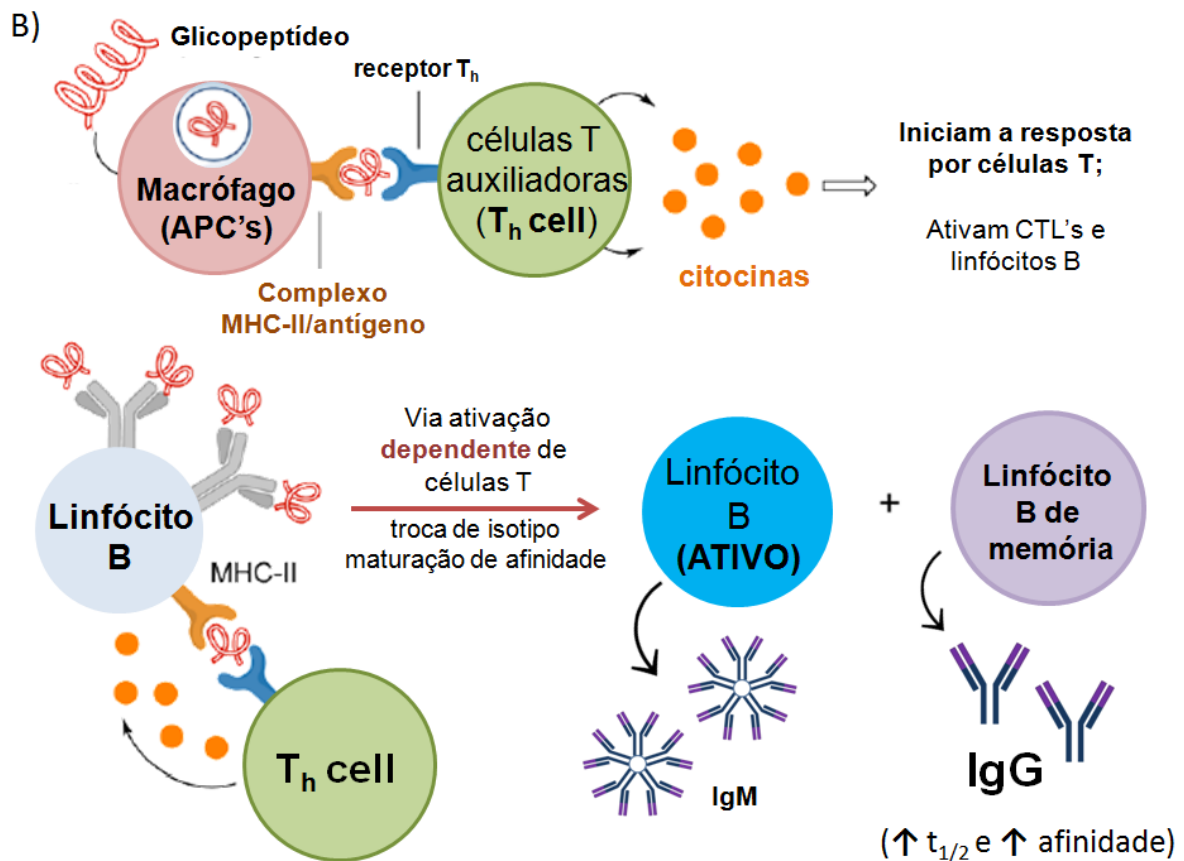 B)
Glicopeptídeo
receptor Th
Macrófago
(APC's)
células T
auxiliadoras
(Th cell)
Iniciam a resposta
por células T;
Ativam CTL's e
linfócitos B
citocinas
Complexo
MHC-II/antígeno
Linfócito
B
MHC-II
Via ativação
dependente de
células T
troca de isotipo
maturação de afinidade
Linfócito
B
(ATIVO)
+
Linfócito
B de
memória
Th cell
IgM
IgG
(↑ t1/2 e ↑ afinidade)